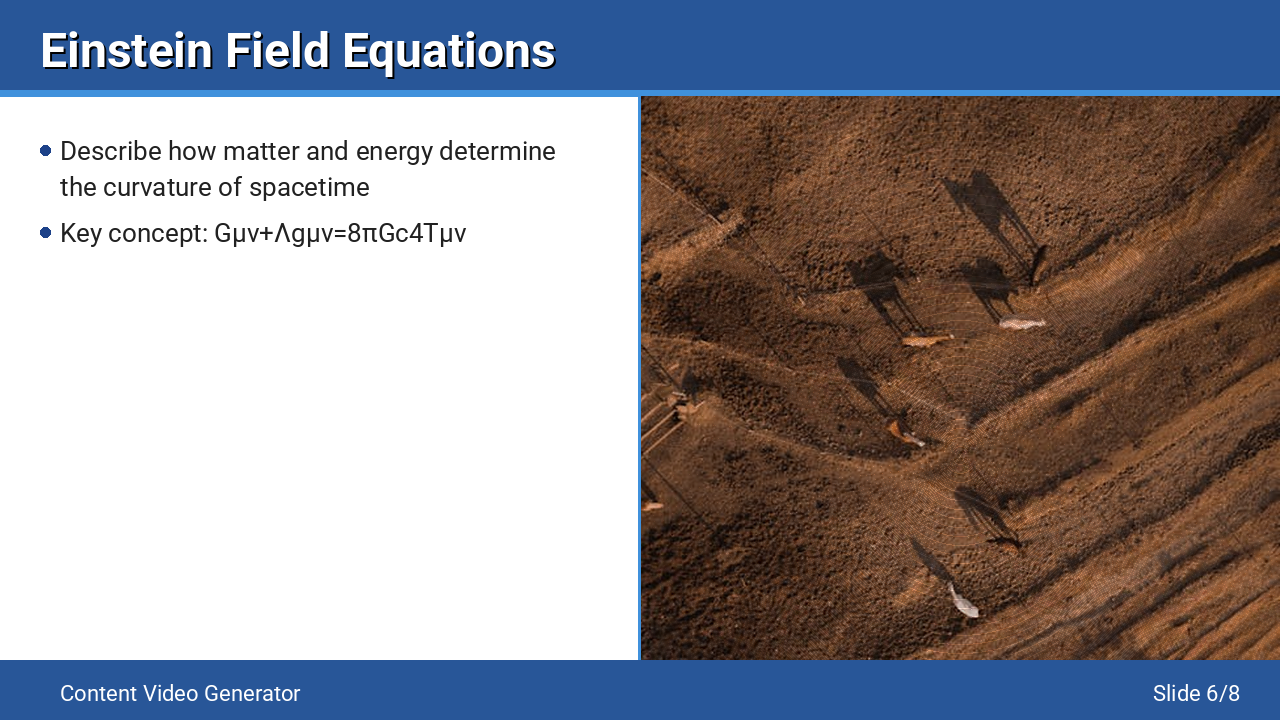 Einstein Field Equations
Describe how matter and energy determine
the curvature of spacetime
Key concept: Gμν+Λgμν=8πGc4Tμν
Content Video Generator
Slide 6/8